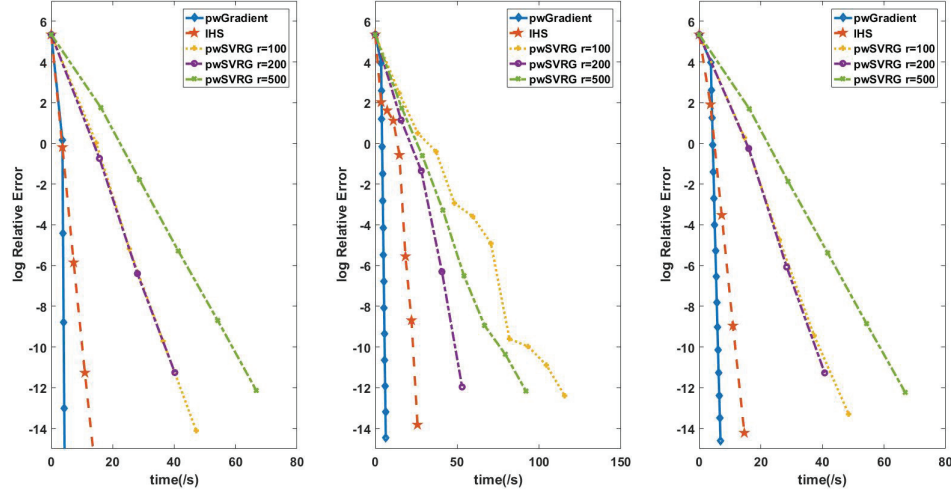 6
4
2
0
-2
-4
-6
-8
-10
-12
-14
log Relative Error
0
20
40
60
80
time(/s)
pwGradient
IHS
pwSVRG r=100
pwSVRG r=200
pwSVRG r=500
6
4
2
0
-2
-4
-6
-8
-10
-12
-14
log Relative Error
0
50
100
150
time(/s)
pwGradient
IHS
pwSVRG r=100
pwSVRG r=200
pwSVRG r=500
6
4
2
0
-2
-4
-6
-8
-10
-12
-14
log Relative Error
0
20
40
60
80
time(/s)
pwGradient
IHS
pwSVRG r=100
pwSVRG r=200
pwSVRG r=500